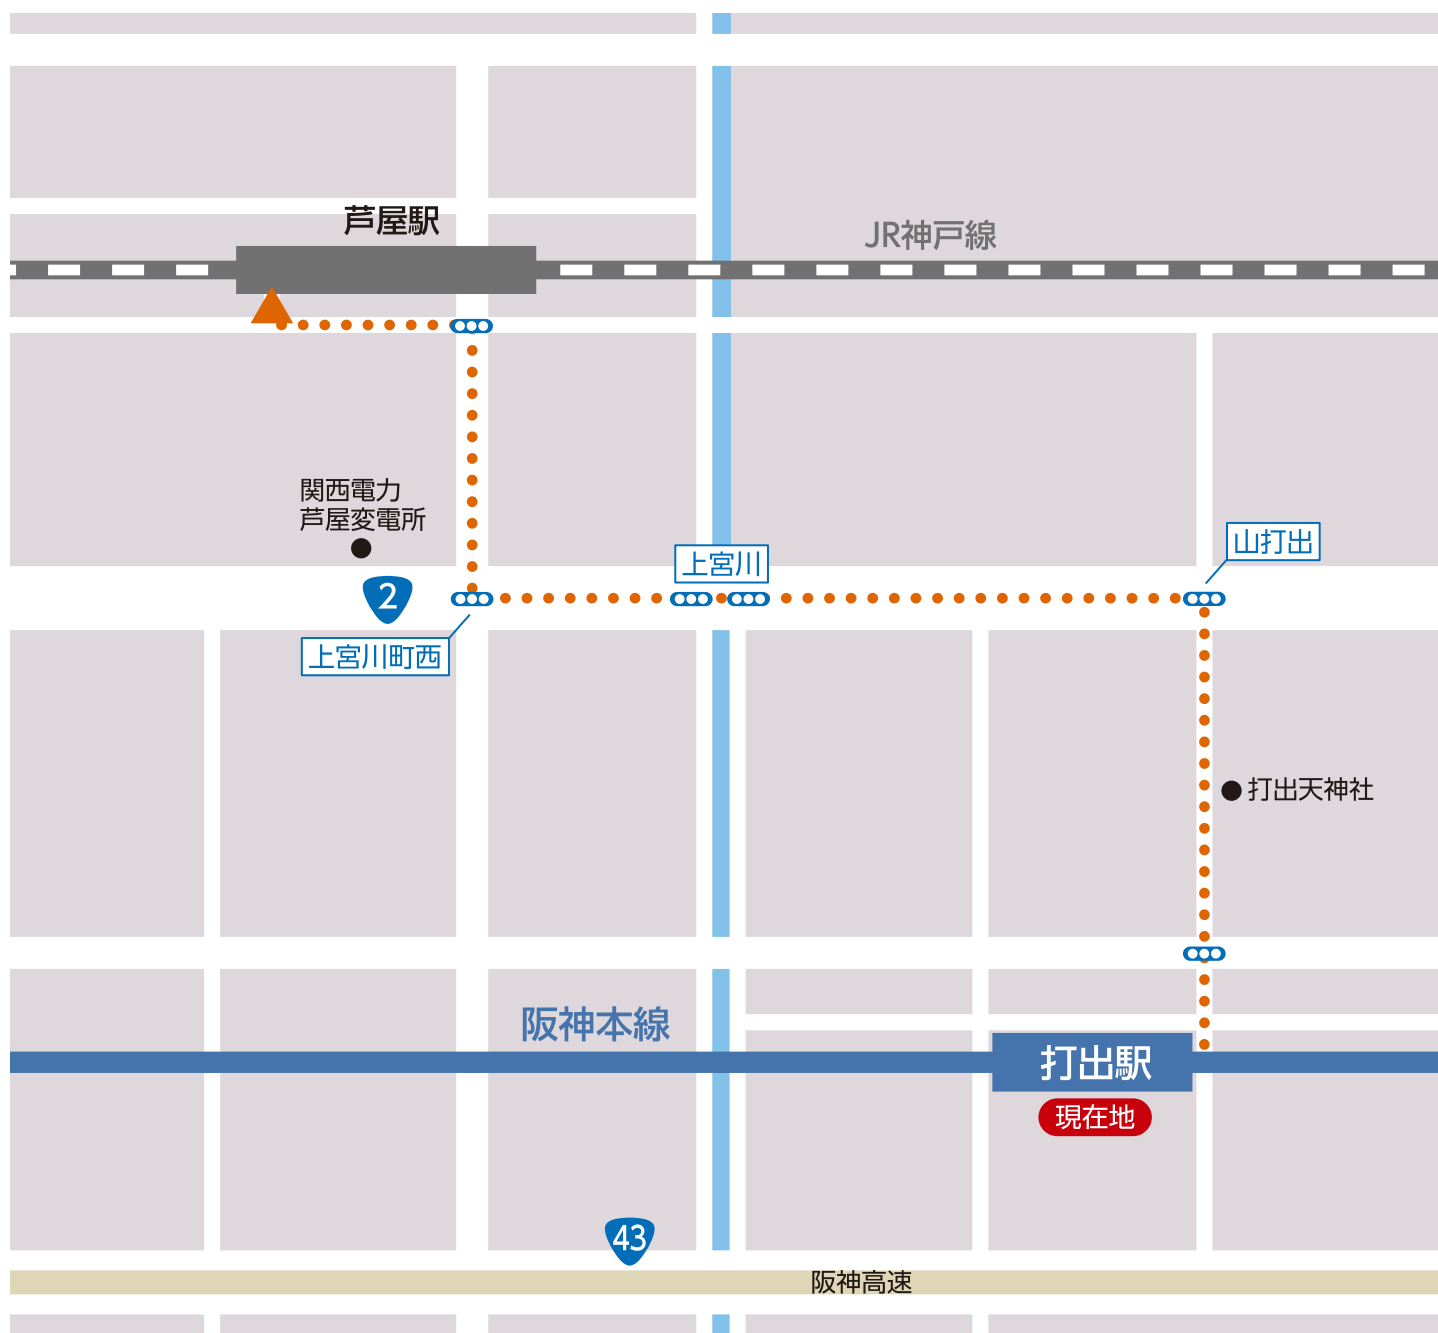 芦屋駅
JR神戸線
関西電力
芦屋変電所
山打出
上宮川
2
上宮川町西
打出天神社
阪神本線
打出駅
現在地
43
阪神高速